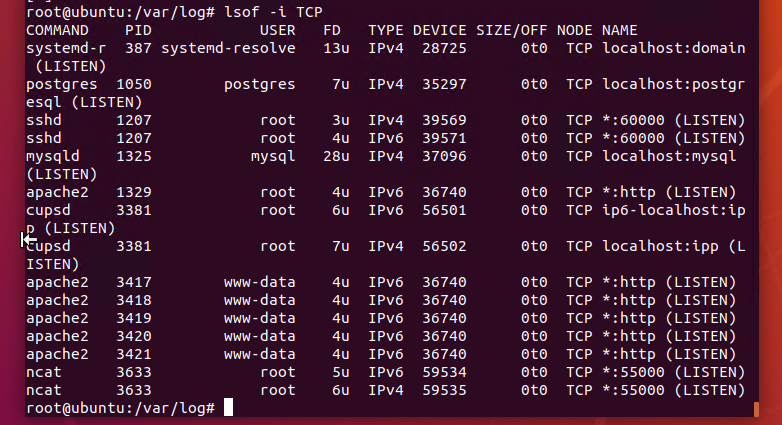 root@ubuntu:/var/log# lsof -i TCP
COMMAND    PID            USER   FD   TYPE DEVICE SIZE/OFF NODE NAME
systemd-r  387 systemd-resolve   13u  IPv4  28725      0t0  TCP localhost:domain
 (LISTEN)
postgres  1050        postgres    7u  IPv4  35297      0t0  TCP localhost:postgr
esql (LISTEN)
sshd      1207            root    3u  IPv4  39569      0t0  TCP *:60000 (LISTEN)
sshd      1207            root    4u  IPv6  39571      0t0  TCP *:60000 (LISTEN)
mysqld    1325           mysql   28u  IPv4  37096      0t0  TCP localhost:mysql
(LISTEN)
apache2   1329            root    4u  IPv6  36740      0t0  TCP *:http (LISTEN)
cupsd     3381            root    6u  IPv6  56501      0t0  TCP ip6-localhost:ip
p (LISTEN)
cupsd     3381            root    7u  IPv4  56502      0t0  TCP localhost:ipp (L
ISTEN)
apache2   3417        www-data    4u  IPv6  36740      0t0  TCP *:http (LISTEN)
apache2   3418        www-data    4u  IPv6  36740      0t0  TCP *:http (LISTEN)
apache2   3419        www-data    4u  IPv6  36740      0t0  TCP *:http (LISTEN)
apache2   3420        www-data    4u  IPv6  36740      0t0  TCP *:http (LISTEN)
apache2   3421        www-data    4u  IPv6  36740      0t0  TCP *:http (LISTEN)
ncat      3633            root    5u  IPv6  59534      0t0  TCP *:55000 (LISTEN)
ncat      3633            root    6u  IPv4  59535      0t0  TCP *:55000 (LISTEN)
root@ubuntu:/var/log#